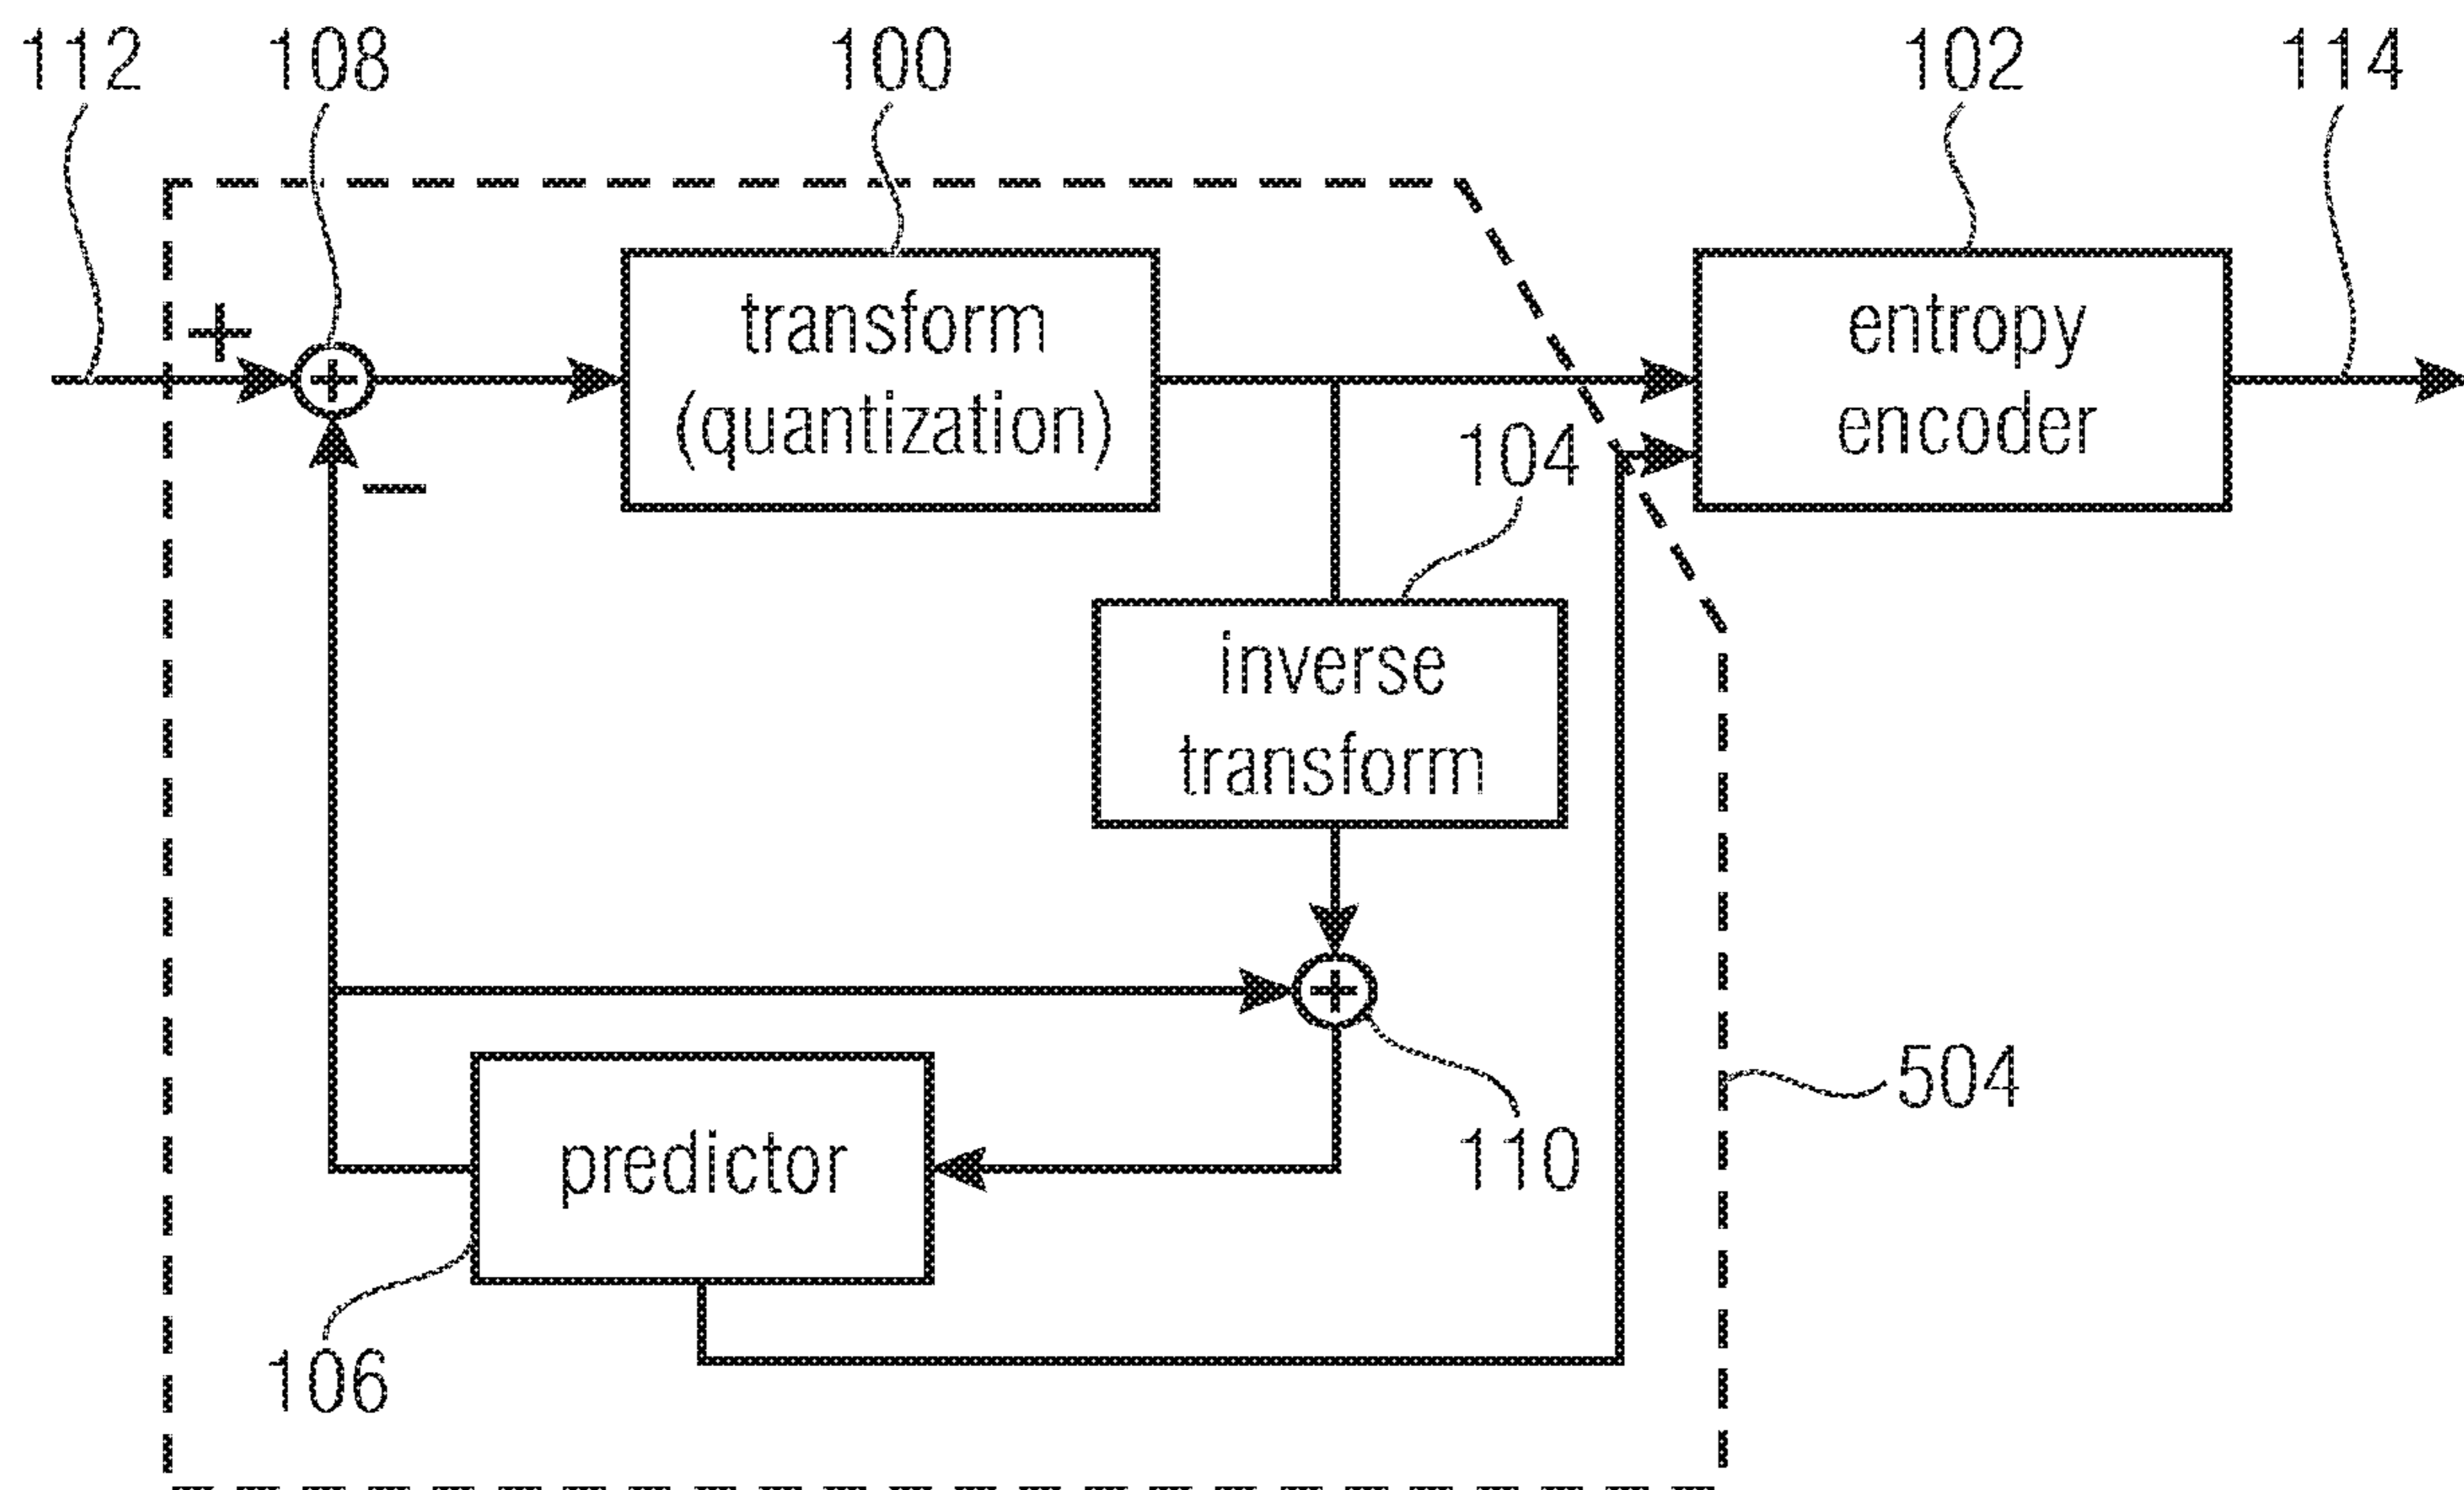 112
108
100
102
114
+
transform
(quantization)
entropy
encoder
104
—
inverse
transform
504
110
predictor
106